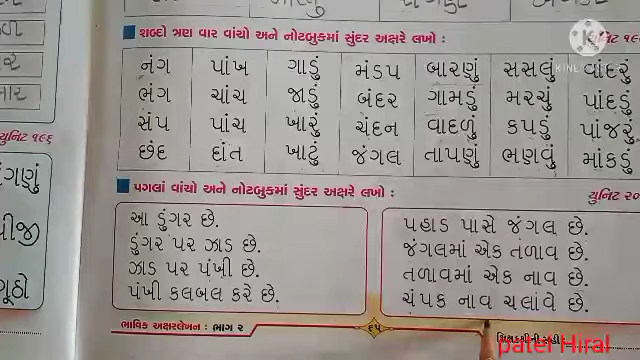 શબ્દો ત્રણ વાર વાંચો અને નોટબુકમાં સુંદર અક્ષરે લખો :
નંગ પાંખ ગાડું મંડપ બારણું સસલું વાંદરું
ભંગ ચાંચ જાડું બંદર ગામડું મરચું પાંદડું
સંપ પાંચ ખારું ચંદન વાદળું કપડું પાંજરું
છંદ દાંત ખાટું જંગલ તાપણું ભણવું માંકડું
યુનિટ ૧૯૬
પગલાં વાંચો અને નોટબુકમાં સુંદર અક્ષરે લખો :
આ ડુંગર છે.
ડુંગર પર ઝાડ છે.
ઝાડ પર પંખી છે.
પંખી કલબલ કરે છે.
પહાડ પાસે જંગલ છે.
જંગલમાં એક તળાવ છે.
તળાવમાં એક નાવ છે.
ચંપક નાવ ચલાવે છે.
ભાવિક અક્ષરલેખન : ભાગ ૨
૬૫
patel Hiral